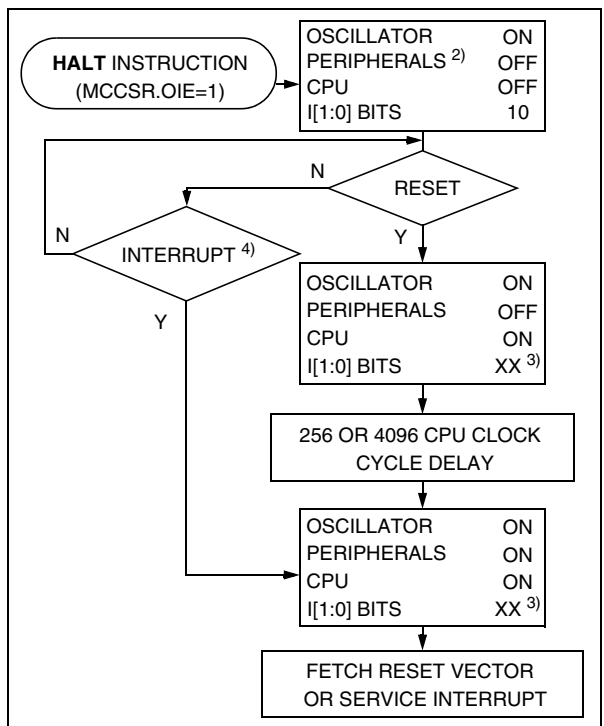 HALT INSTRUCTION
(MCCSR.OIE=1)
OSCILLATOR ON
PERIPHERALS 2) OFF
CPU OFF
I[1:0] BITS 10
RESET
N
Y
INTERRUPT 4)
N
Y
OSCILLATOR ON
PERIPHERALS OFF
CPU ON
I[1:0] BITS XX 3)
256 OR 4096 CPU CLOCK
CYCLE DELAY
OSCILLATOR ON
PERIPHERALS ON
CPU ON
I[1:0] BITS XX 3)
FETCH RESET VECTOR
OR SERVICE INTERRUPT